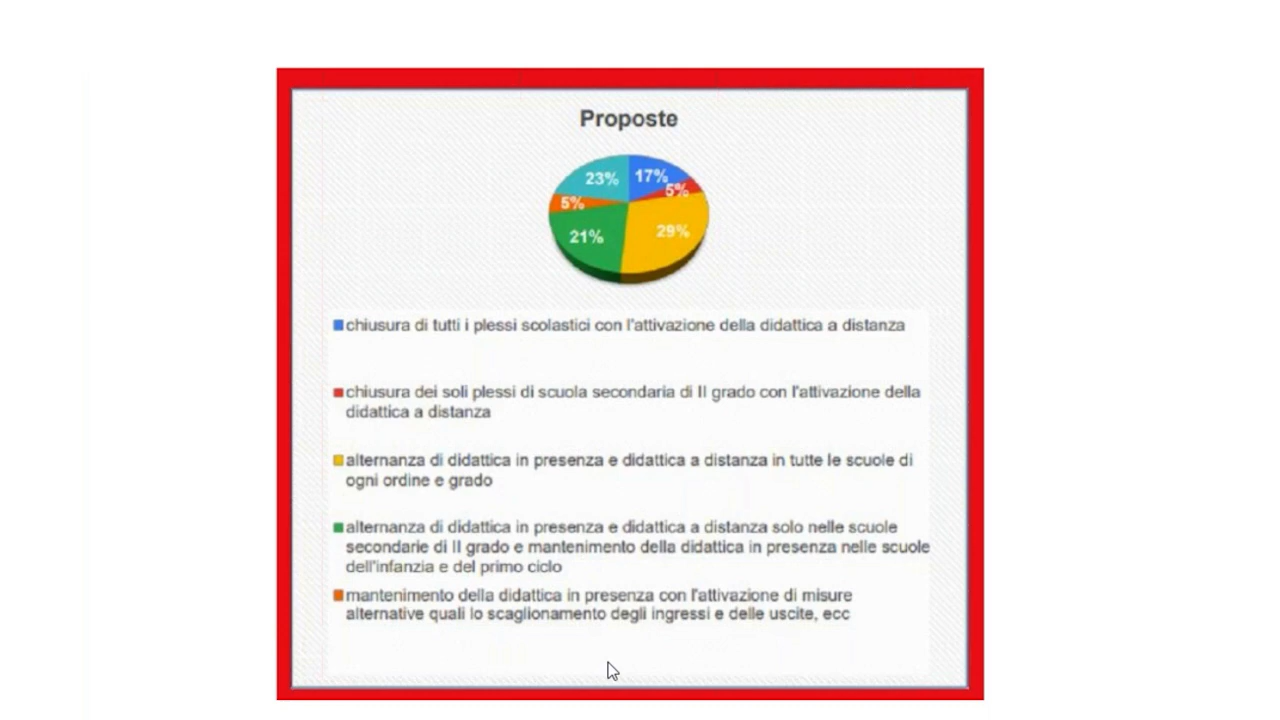 Proposte
23%
17%
5%
5%
29%
21%
chiusura di tutti i plessi scolastici con l'attivazione della didattica a distanza
chiusura dei soli plessi di scuola secondaria di II grado con l'attivazione della
didattica a distanza
alternanza di didattica in presenza e didattica a distanza in tutte le scuole di
ogni ordine e grado
alternanza di didattica in presenza e didattica a distanza solo nelle scuole
secondarie di II grado e mantenimento della didattica in presenza nelle scuole
dell'infanzia e del primo ciclo
mantenimento della didattica in presenza con l'attivazione di misure
alternative quali lo scaglionamento degli ingressi e delle uscite, ecc